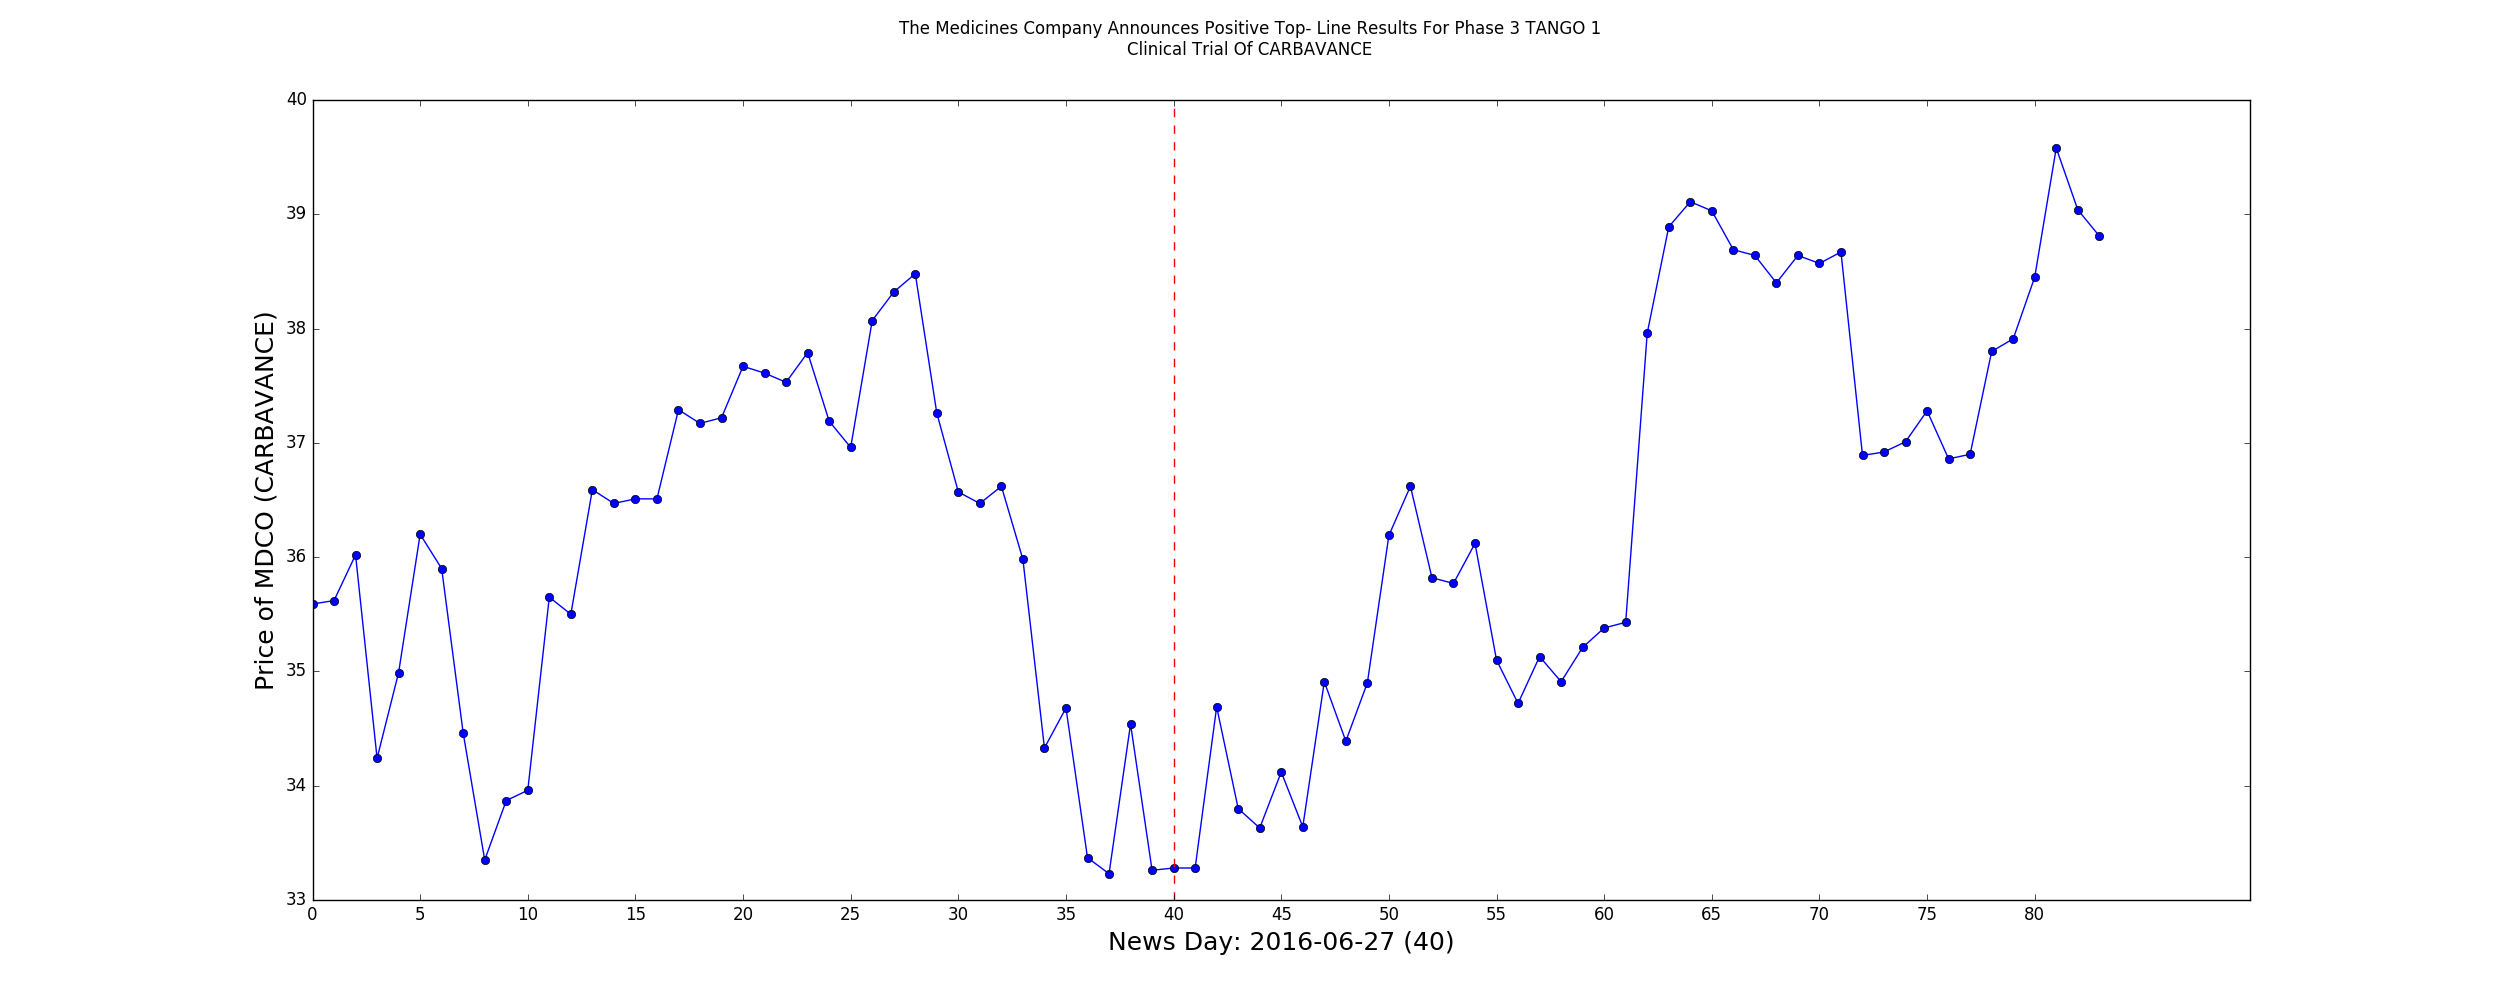 The Medicines Company Announces Positive Top- Line Results For Phase 3 TANGO 1
Clinical Trial Of CARBAVANCE
40
39
38
37
36
35
34
33
Price of MDCO (CARBAVANCE)
0 5 10 15 20 25 30 35 40 45 50 55 60 65 70 75 80
News Day: 2016-06-27 (40)